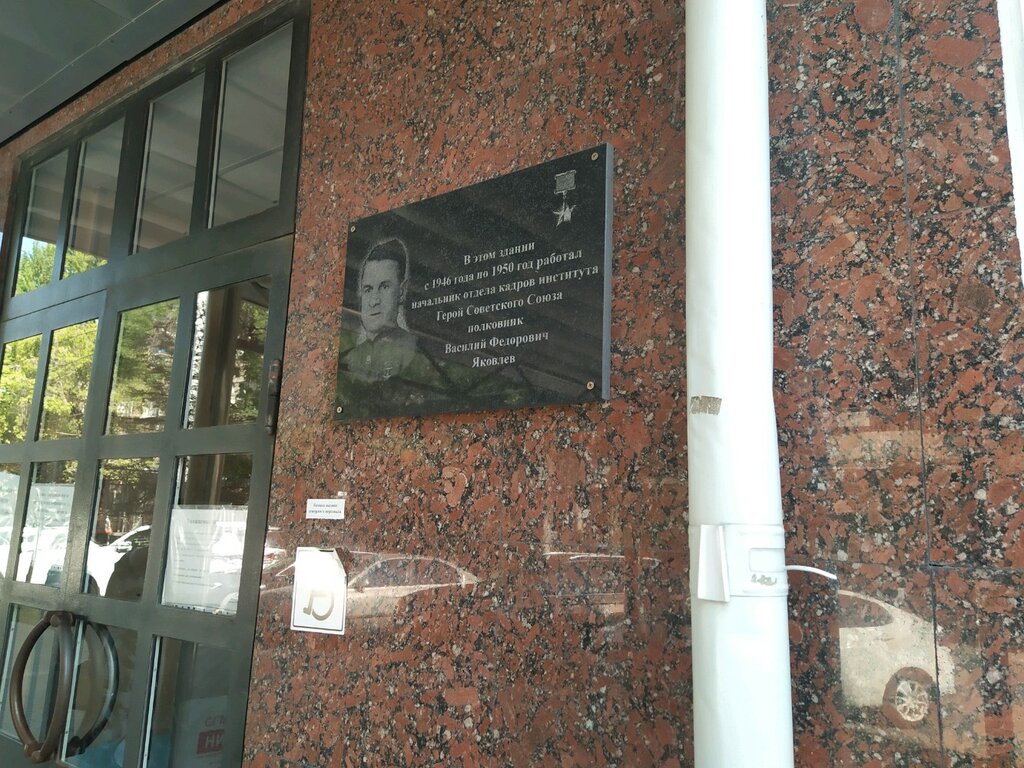 В этом здании
с 1946 года по 1950 год работал
начальник отдела кадров института
Герой Советского Союза
полковник
Василий Федорович
Яковлев